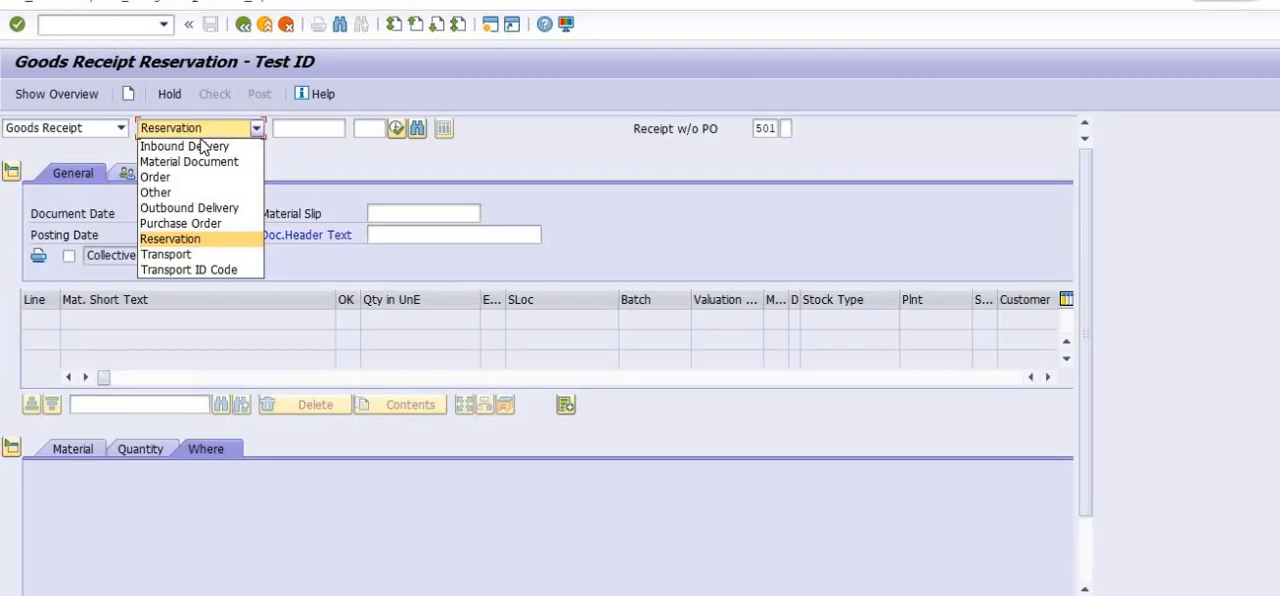 Goods Receipt Reservation - Test ID
Show Overview Hold Check Post Help
Goods Receipt Reservation Receipt w/o PO 501
Inbound Delivery
Material Document
Order
Other
Outbound Delivery
Purchase Order
Reservation
Transport
Transport ID Code
General
Document Date Material Slip
Posting Date Doc.Header Text
Collective
Line Mat. Short Text OK Qty in UnE E... SLoc Batch Valuation ... M... D Stock Type Plnt S... Customer
Delete Contents
Material Quantity Where